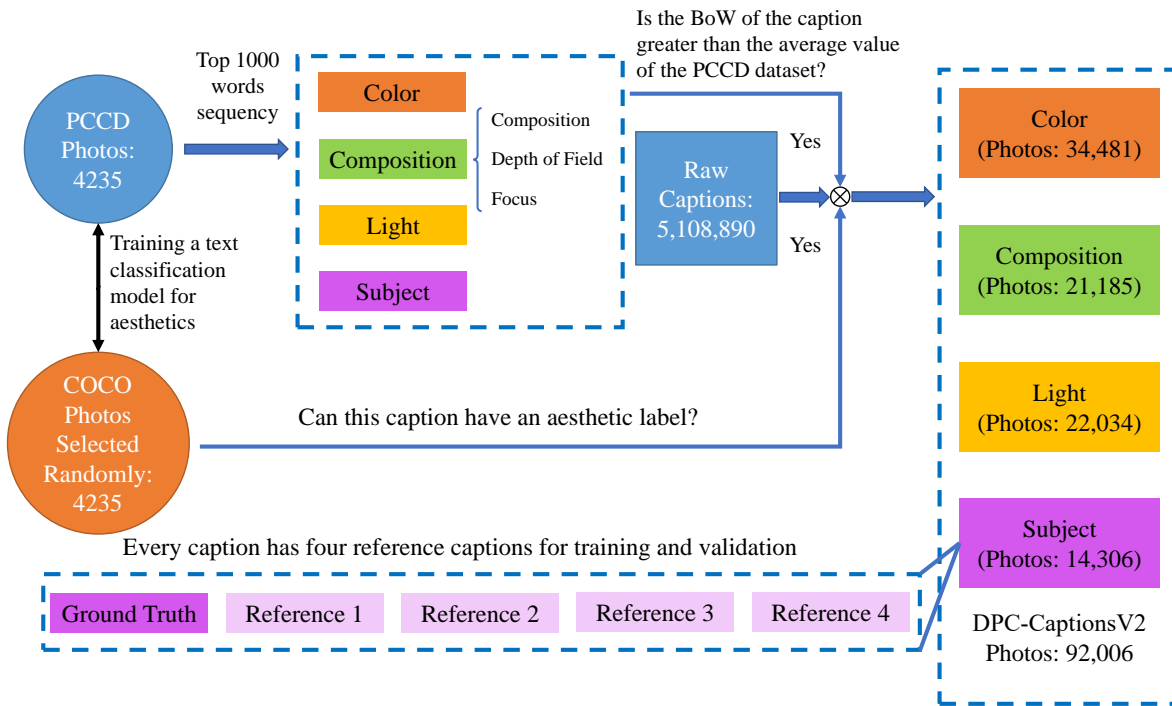 PCCD
Photos:
4235
Top 1000
words
sequency
Color
Composition
Light
Subject
Composition
Depth of Field
Focus
Is the BoW of the caption
greater than the average value
of the PCCD dataset?
Yes
Raw
Captions:
5,108,890
Yes
Training a text
classification
model for
aesthetics
COCO
Photos
Selected
Randomly:
4235
Can this caption have an aesthetic label?
Color
(Photos: 34,481)
Composition
(Photos: 21,185)
Light
(Photos: 22,034)
Subject
(Photos: 14,306)
DPC-CaptionsV2
Photos: 92,006
Every caption has four reference captions for training and validation
Ground Truth
Reference 1
Reference 2
Reference 3
Reference 4